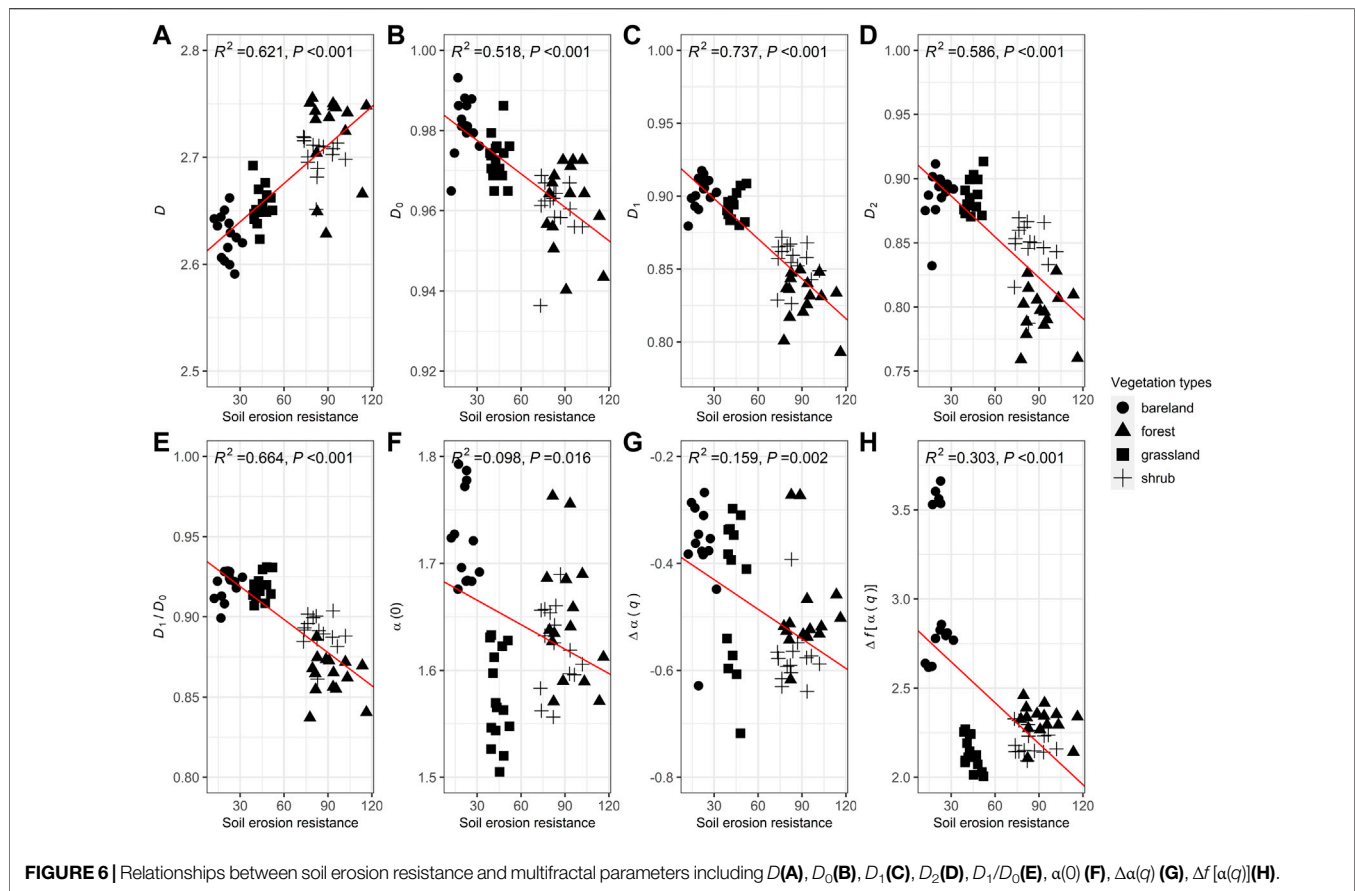 A
R² =0.621, P <0.001
2.8
2.7
2.6
2.5
D
0 30 60 90 120
Soil erosion resistance
B
R² =0.518, P <0.001
1.00
0.98
0.96
0.94
0.92
D₀
0 30 60 90 120
Soil erosion resistance
C
R² =0.737, P <0.001
1.00
0.95
0.90
0.85
0.80
D₁
0 30 60 90 120
Soil erosion resistance
D
R² =0.586, P <0.001
1.00
0.95
0.90
0.85
0.80
0.75
D₂
0 30 60 90 120
Soil erosion resistance
E
R² =0.664, P <0.001
1.00
0.95
0.90
0.85
0.80
D₁ / D₀
0 30 60 90 120
Soil erosion resistance
F
R² =0.098, P =0.016
1.8
1.7
1.6
1.5
α (0)
0 30 60 90 120
Soil erosion resistance
G
R² =0.159, P =0.002
-0.2
-0.4
-0.6
-0.8
Δ α ( q )
0 30 60 90 120
Soil erosion resistance
H
R² =0.303, P <0.001
3.5
3.0
2.5
2.0
Δ f [ α ( q ) ]
0 30 60 90 120
Soil erosion resistance
Vegetation types
bareland
forest
grassland
shrub
FIGURE 6 | Relationships between soil erosion resistance and multifractal parameters including D(A), D₀(B), D₁(C), D₂(D), D₁/D₀(E), α(0) (F), Δα(q) (G), Δf [α(q)](H).